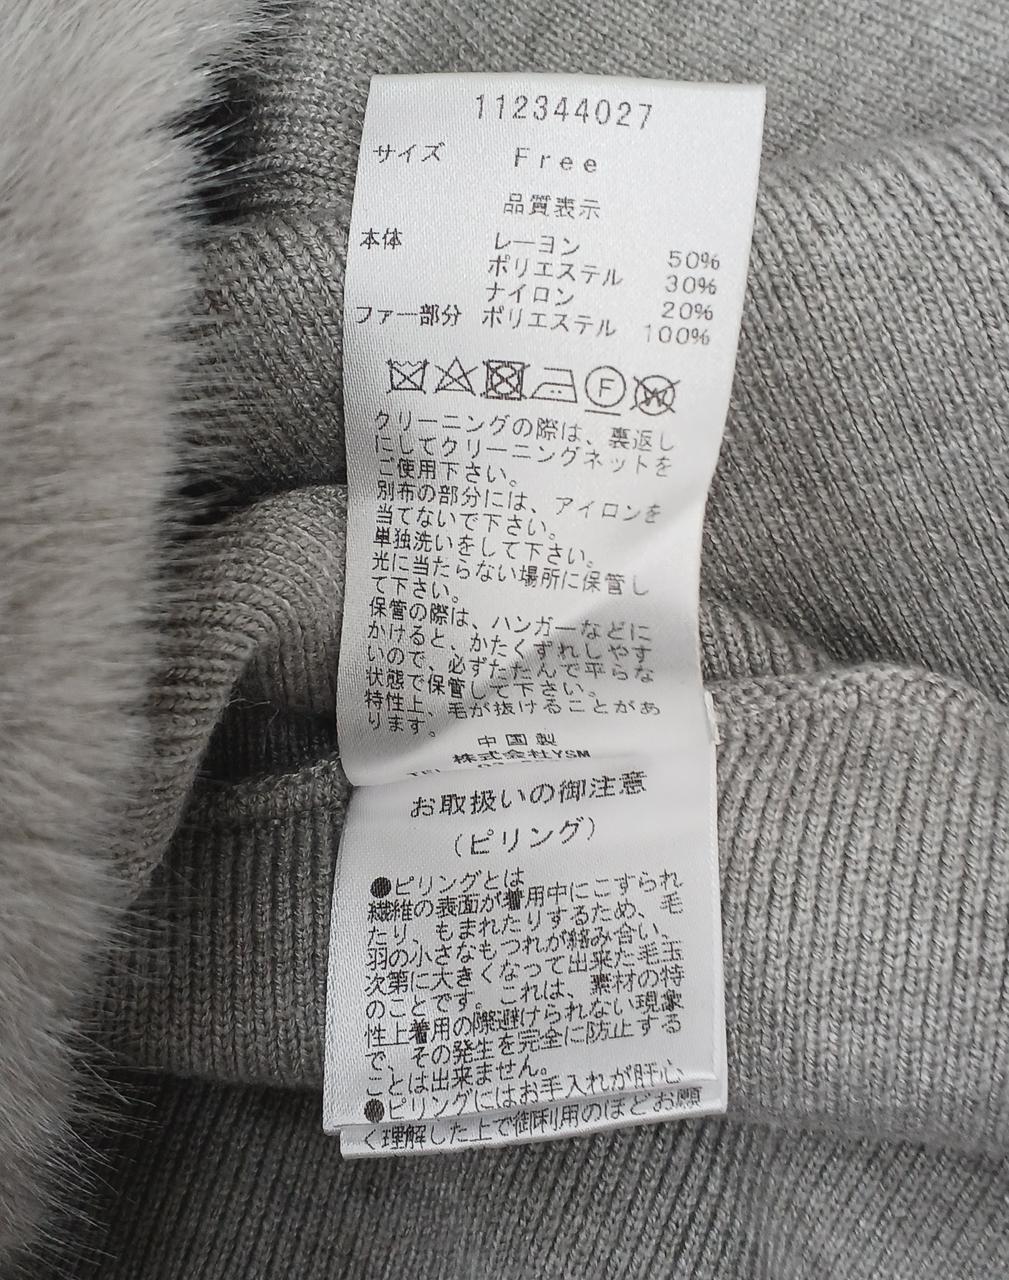 112344027
サイズ Free
品質表示
本体 レーヨン 50%
ポリエステル 30%
ナイロン 20%
ファー部分 ポリエステル 100%
F
W
クリーニングの際は、裏返し
にしてクリーニングネットを
ご使用下さい。
別布の部分には、アイロンを
当てないで下さい。
単独洗いをして下さい。
光に当たらない場所に保管し
て下さい。
保管の際は、ハンガーなどに
かけると、かたくずれしやす
いので、必ずたたんで平らな
状態で保管して下さい。
特性上、毛が抜けることがあ
ります。
中国製
株式会社YSM
お取扱いの御注意
(ピリング)
●ピリングとは
繊維の表面が着用中にこすられ
たり、もまれたりするため、毛
羽の小さなもつれが絡み合い、
次第に大きくなって出来た毛玉
のことです。これは、素材の特
性上着用の際避けられない現象
で、その発生を完全に防止する
ことは出来ません。
●ピリングにはお手入れが肝心
く理解した上で御利用のほどお願